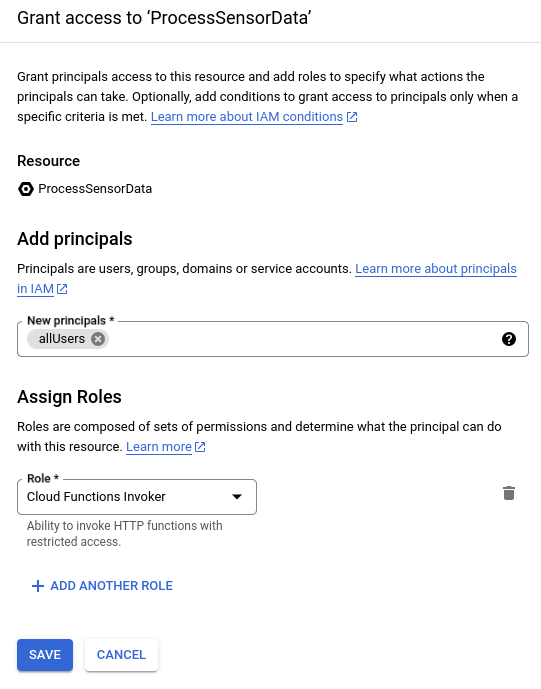 Grant access to ‘ProcessSensorData’
Grant principals access to this resource and add roles to specify what actions the
principals can take. Optionally, add conditions to grant access to principals only when a
specific criteria is met. Learn more about IAM conditions
Resource
ProcessSensorData
Add principals
Principals are users, groups, domains or service accounts. Learn more about principals
in IAM
New principals *
allUsers
Assign Roles
Roles are composed of sets of permissions and determine what the principal can do
with this resource. Learn more
Role *
Cloud Functions Invoker
Ability to invoke HTTP functions with
restricted access.
ADD ANOTHER ROLE
SAVE CANCEL